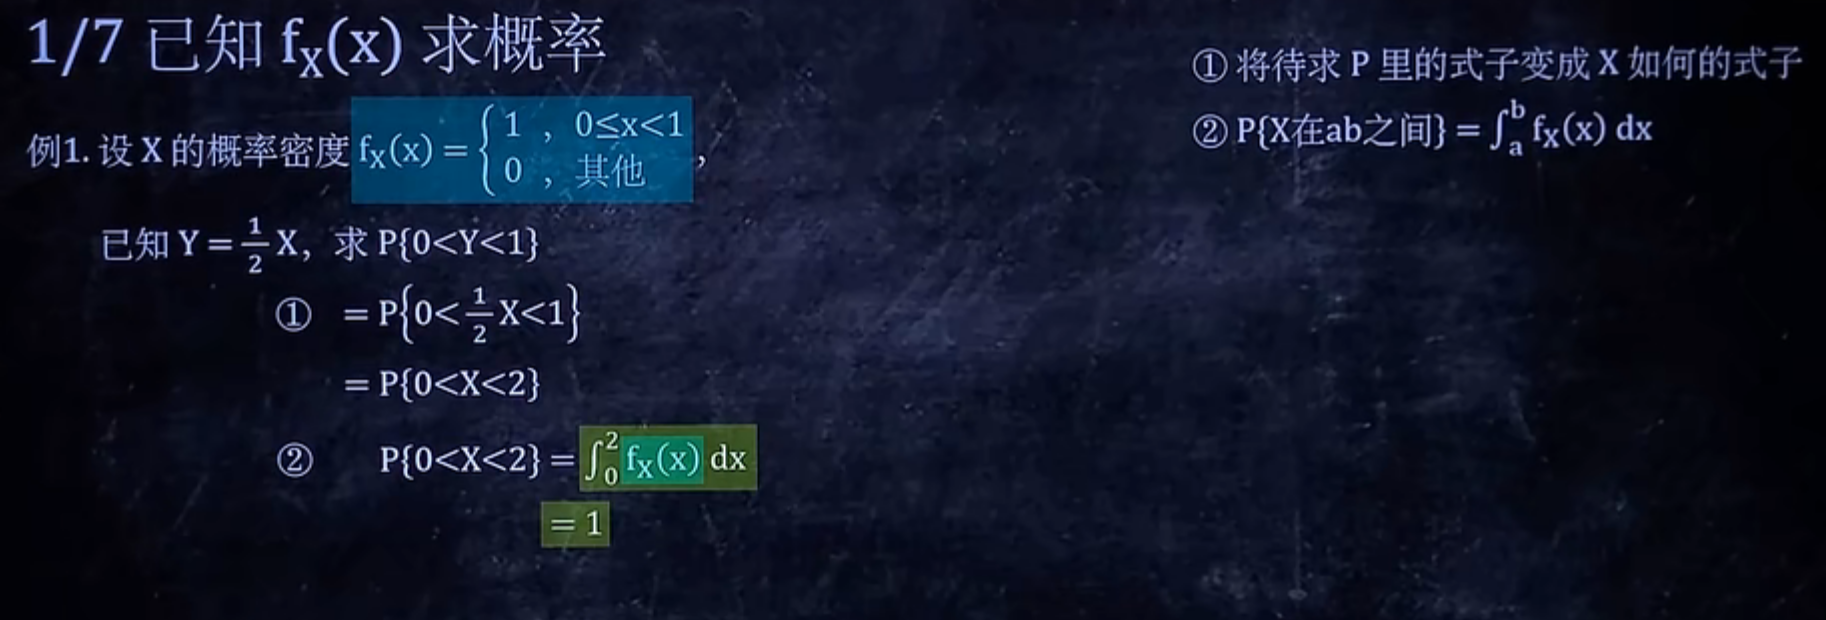 1/7 已知 fX(x) 求概率
① 将待求 P 里的式子变成 X 如何的式子
② P{X在ab之间} = ∫_a^b fX(x) dx
例1. 设 X 的概率密度 fX(x) = { 1 , 0≤x<1
0 , 其他 ,
已知 Y = 1/2 X, 求 P{0<Y<1}
① = P{0< 1/2 X<1}
= P{0<X<2}
② P{0<X<2} = ∫_0^2 fX(x) dx
= 1